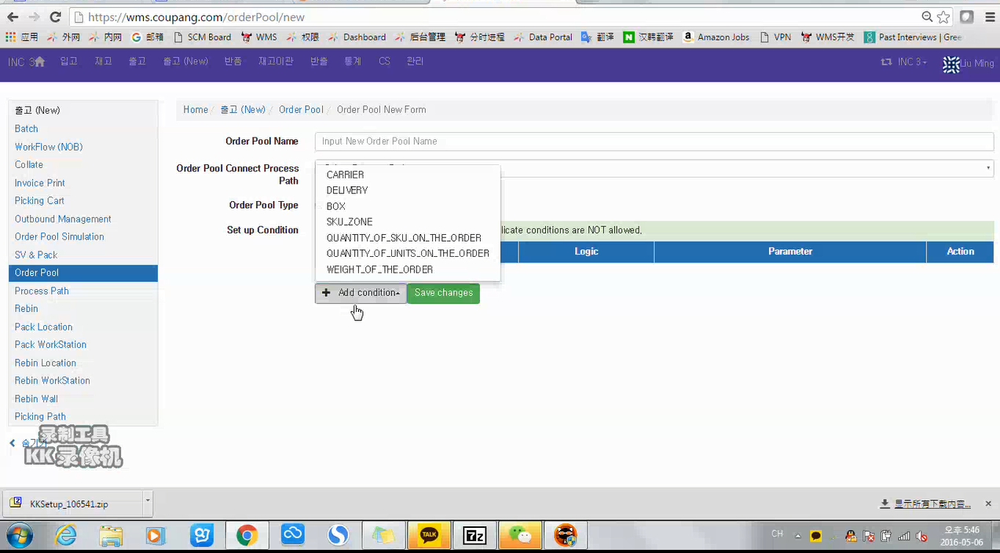 https://wms.coupang.com/orderPool/new
应用 外网 内网 邮箱 SCM Board WMS 权限 Dashboard 后台管理 分时进程 Data Portal 翻译 汉韩翻译 Amazon Jobs VPN WMS开发 Past Interviews | Gree
INC 3 입고 재고 출고 출고 (New) 반품 재고이관 반출 통계 CS 관리 INC 3 Liu Ming
출고 (New)
Batch
WorkFlow (NOB)
Collate
Invoice Print
Picking Cart
Outbound Management
Order Pool Simulation
SV & Pack
Order Pool
Process Path
Rebin
Pack Location
Pack WorkStation
Rebin Location
Rebin WorkStation
Rebin Wall
Picking Path
숨기기
Home / 출고 (New) / Order Pool / Order Pool New Form
Order Pool Name Input New Order Pool Name
Order Pool Connect Process
Path
Order Pool Type
Set up Condition
licate conditions are NOT allowed,
Logic Parameter Action
CARRIER
DELIVERY
BOX
SKU_ZONE
QUANTITY_OF_SKU_ON_THE_ORDER
QUANTITY_OF_UNITS_ON_THE_ORDER
WEIGHT_OF_THE_ORDER
Add condition Save changes
录制工具
KK录像机
KKSetup_106541.zip
显示所有下载内容...
TALK 7z CH 오후 5:46
2016-05-06